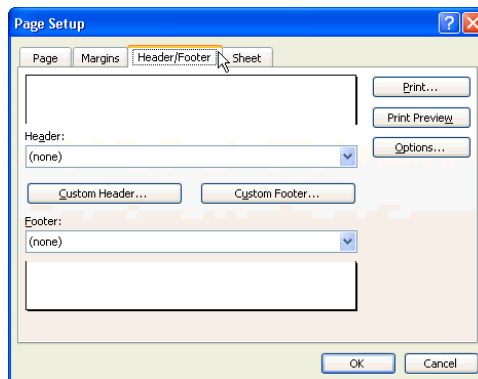 Page Setup
Page Margins Header/Footer Sheet
Print...
Print Preview
Header:
(none)
Options...
Custom Header... Custom Footer...
Footer:
(none)
OK Cancel